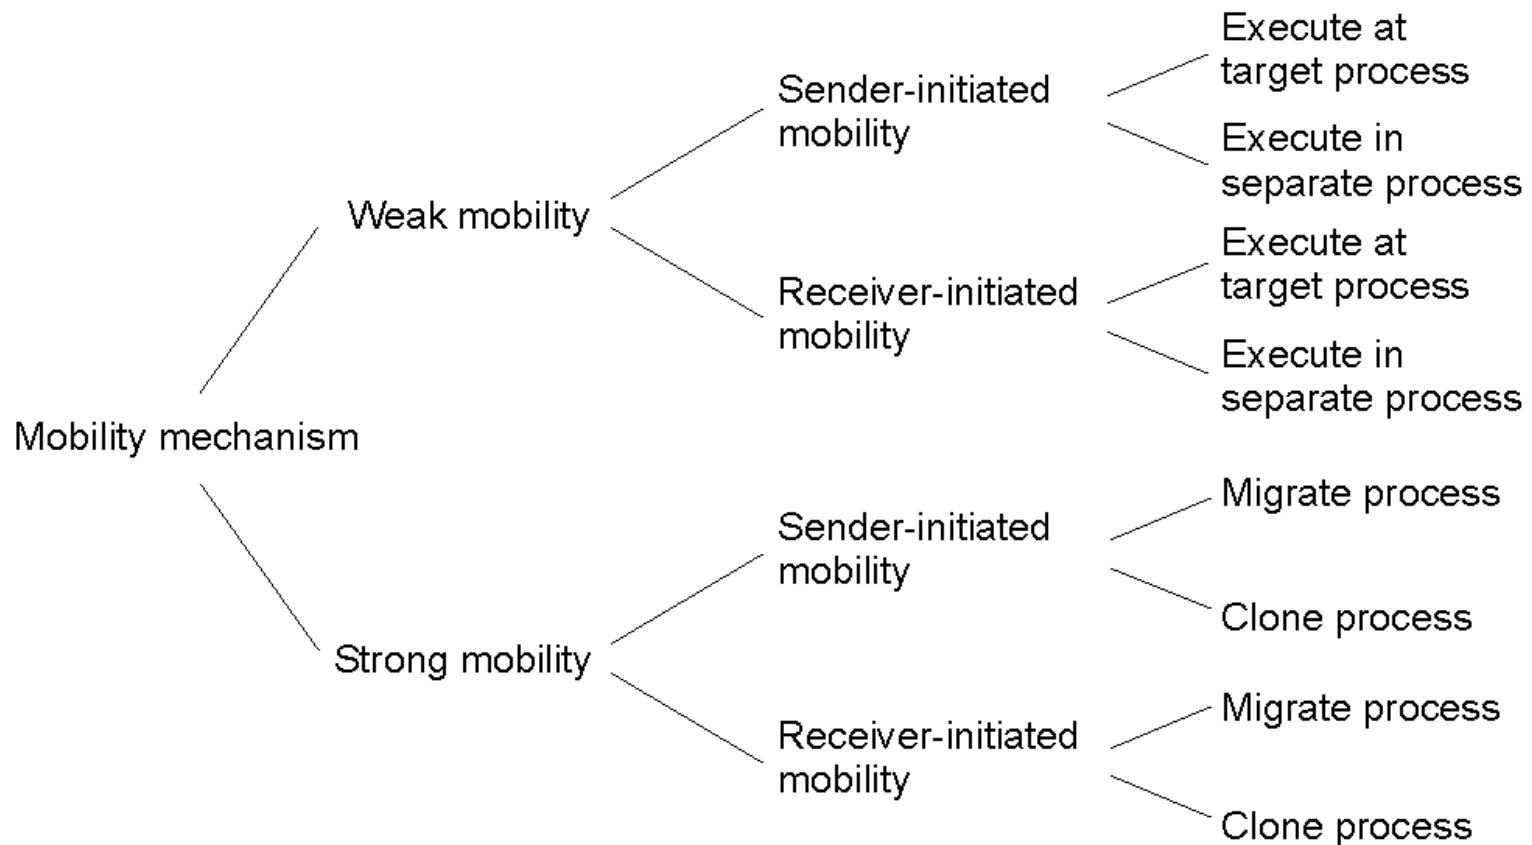 Mobility mechanism
Weak mobility
Sender-initiated
mobility
Execute at
target process
Execute in
separate process
Receiver-initiated
mobility
Execute at
target process
Execute in
separate process
Strong mobility
Sender-initiated
mobility
Migrate process
Clone process
Receiver-initiated
mobility
Migrate process
Clone process